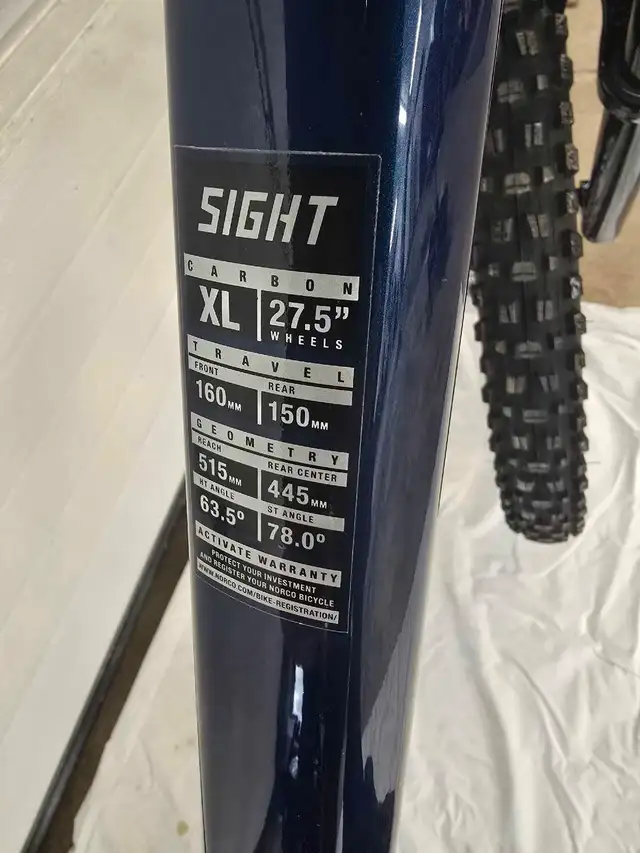 SIGHT
CARBON
XL 27.5”
WHEELS
TRAVEL
FRONT REAR
160MM 150MM
GEOMETRY
REACH REAR CENTER
515MM 445MM
HT ANGLE ST ANGLE
63.5° 78.0°
ACTIVATE WARRANTY
PROTECT YOUR INVESTMENT
AND REGISTER YOUR NORCO BICYCLE
WWW.NORCO.COM/BIKE-REGISTRATION/